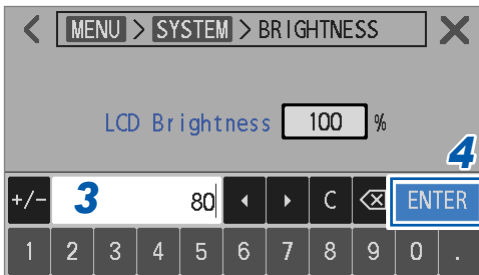 MENU > SYSTEM > BRIGHTNESS
LCD Brightness 100 %
4
+/- 3 80 C ENTER
1 2 3 4 5 6 7 8 9 0 .